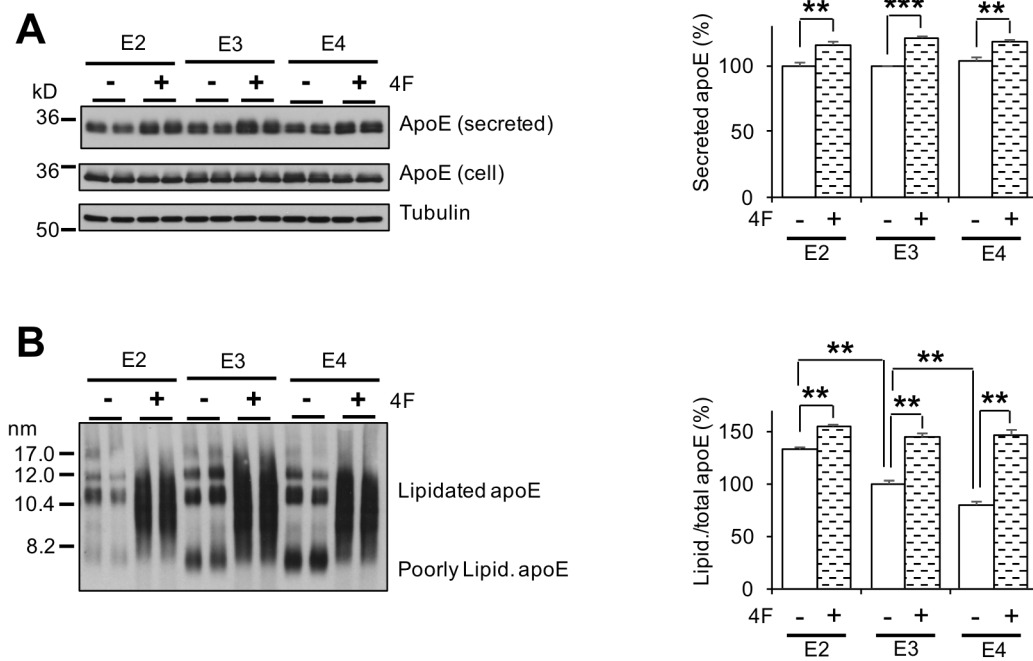 A
E2 E3 E4
- + - + - + 4F
kD
36
ApoE (secreted)
36
ApoE (cell)
Tubulin
50
Secreted apoE (%)
** *** **
100
50
0
4F - + - + - +
E2 E3 E4
B
E2 E3 E4
- + - + - + 4F
nm
17.0
12.0
10.4
Lipidated apoE
8.2
Poorly Lipid. apoE
Lipid./total apoE (%)
** **
** ** **
150
100
50
0
4F - + - + - +
E2 E3 E4